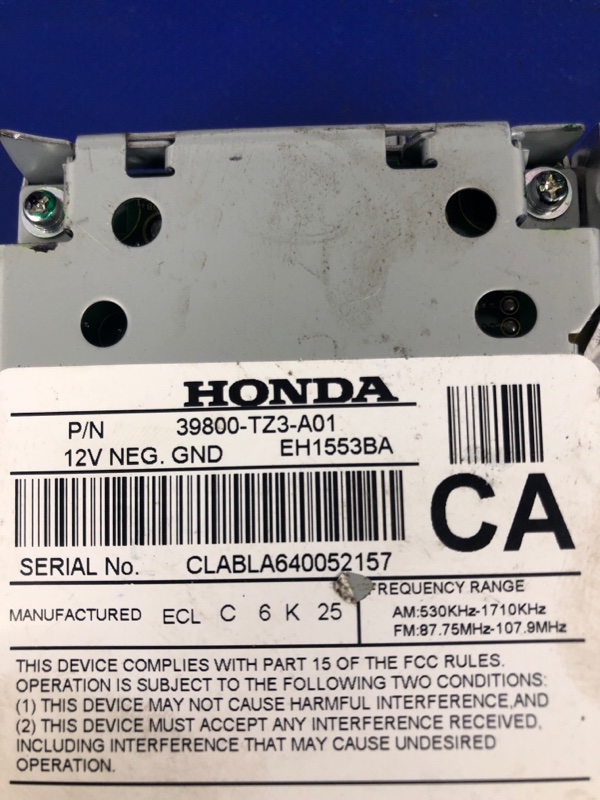 HONDA
P/N 39800-TZ3-A01
12V NEG. GND EH1553BA
CA
SERIAL No. CLABLA640052157
MANUFACTURED ECL C 6 K 25
FREQUENCY RANGE
AM:530KHz-1710KHz
FM:87.75MHz-107.9MHz
THIS DEVICE COMPLIES WITH PART 15 OF THE FCC RULES.
OPERATION IS SUBJECT TO THE FOLLOWING TWO CONDITIONS:
(1) THIS DEVICE MAY NOT CAUSE HARMFUL INTERFERENCE,AND
(2) THIS DEVICE MUST ACCEPT ANY INTERFERENCE RECEIVED,
INCLUDING INTERFERENCE THAT MAY CAUSE UNDESIRED
OPERATION.